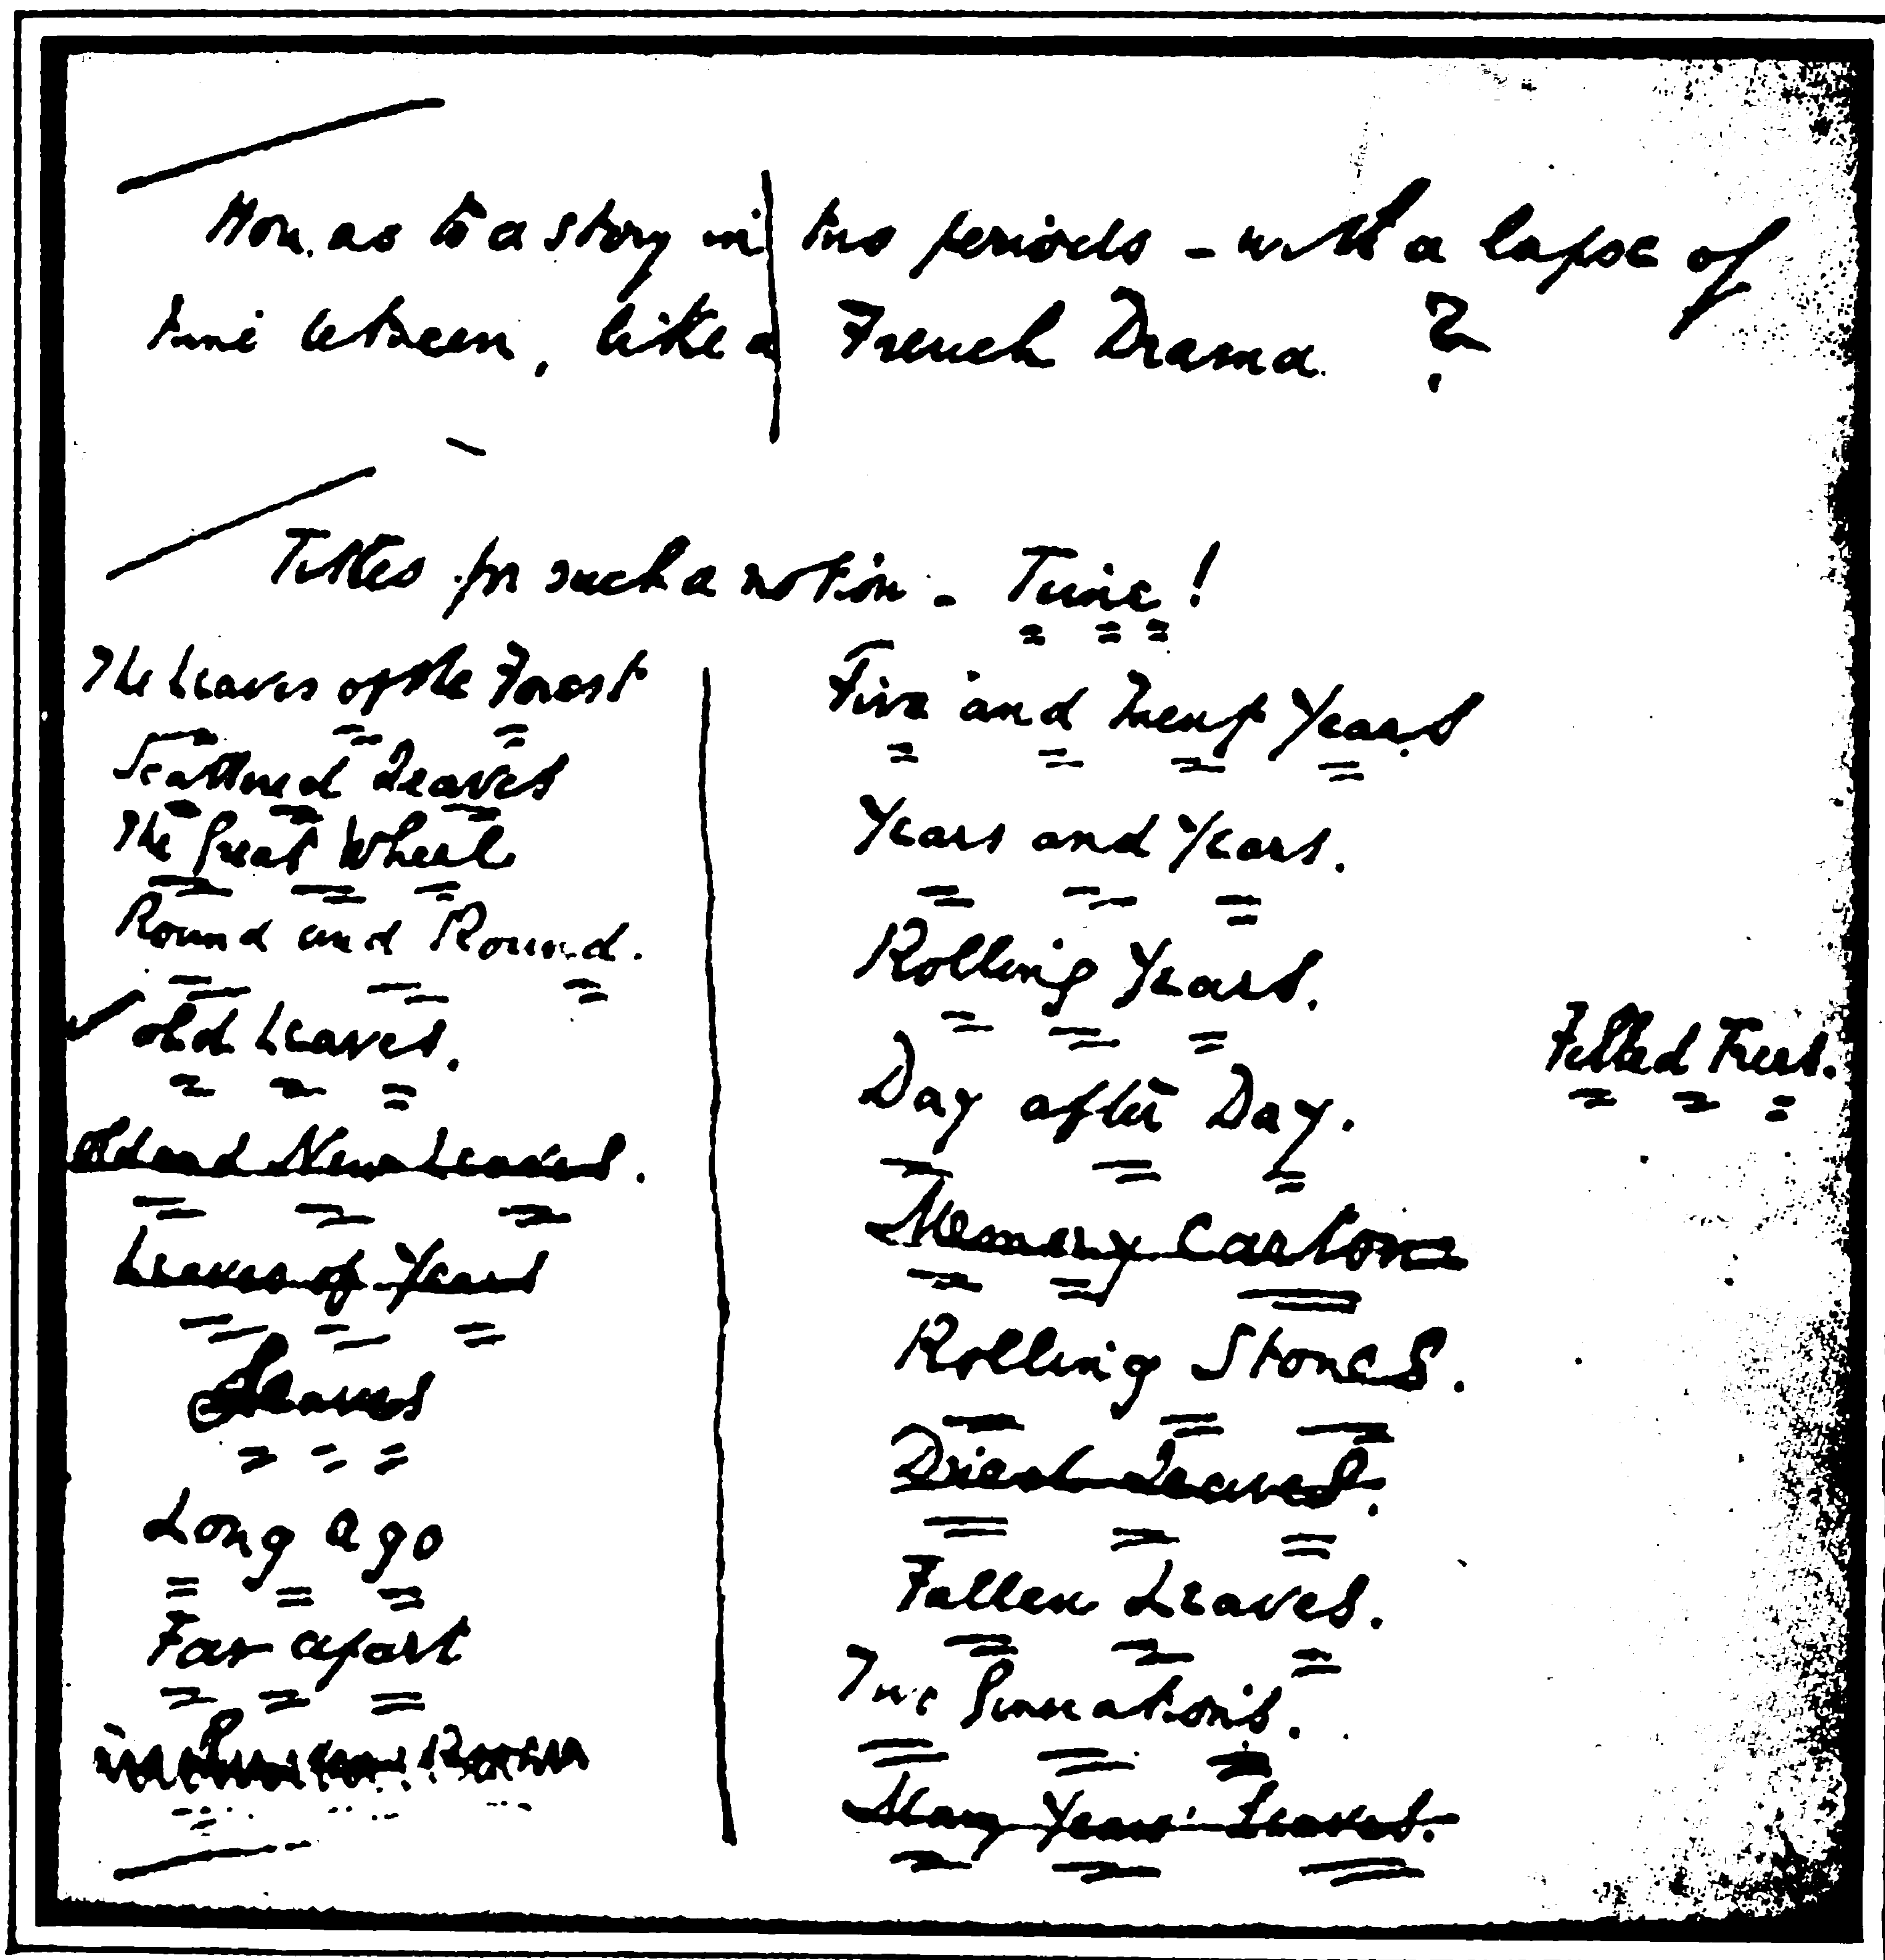 How as to a story in two periods - with a lapse of
time between, like a French Drama. ?
Titles for such a notion - Time!
The Leaves of the Forest
Scattered Leaves
The Great Wheel
Round and Round.
old Leaves.
Old and New Leaves.
Leaves of Years
Leaves
Long ago
Far apart
Five and Twenty Years
Years and Years.
Rolling Years.
Day after Day.
Memory Carton
Rolling Stones.
Dried Leaves.
Fallen Leaves.
Two Generations.
Many Years' Leaves.
Felled Trees.